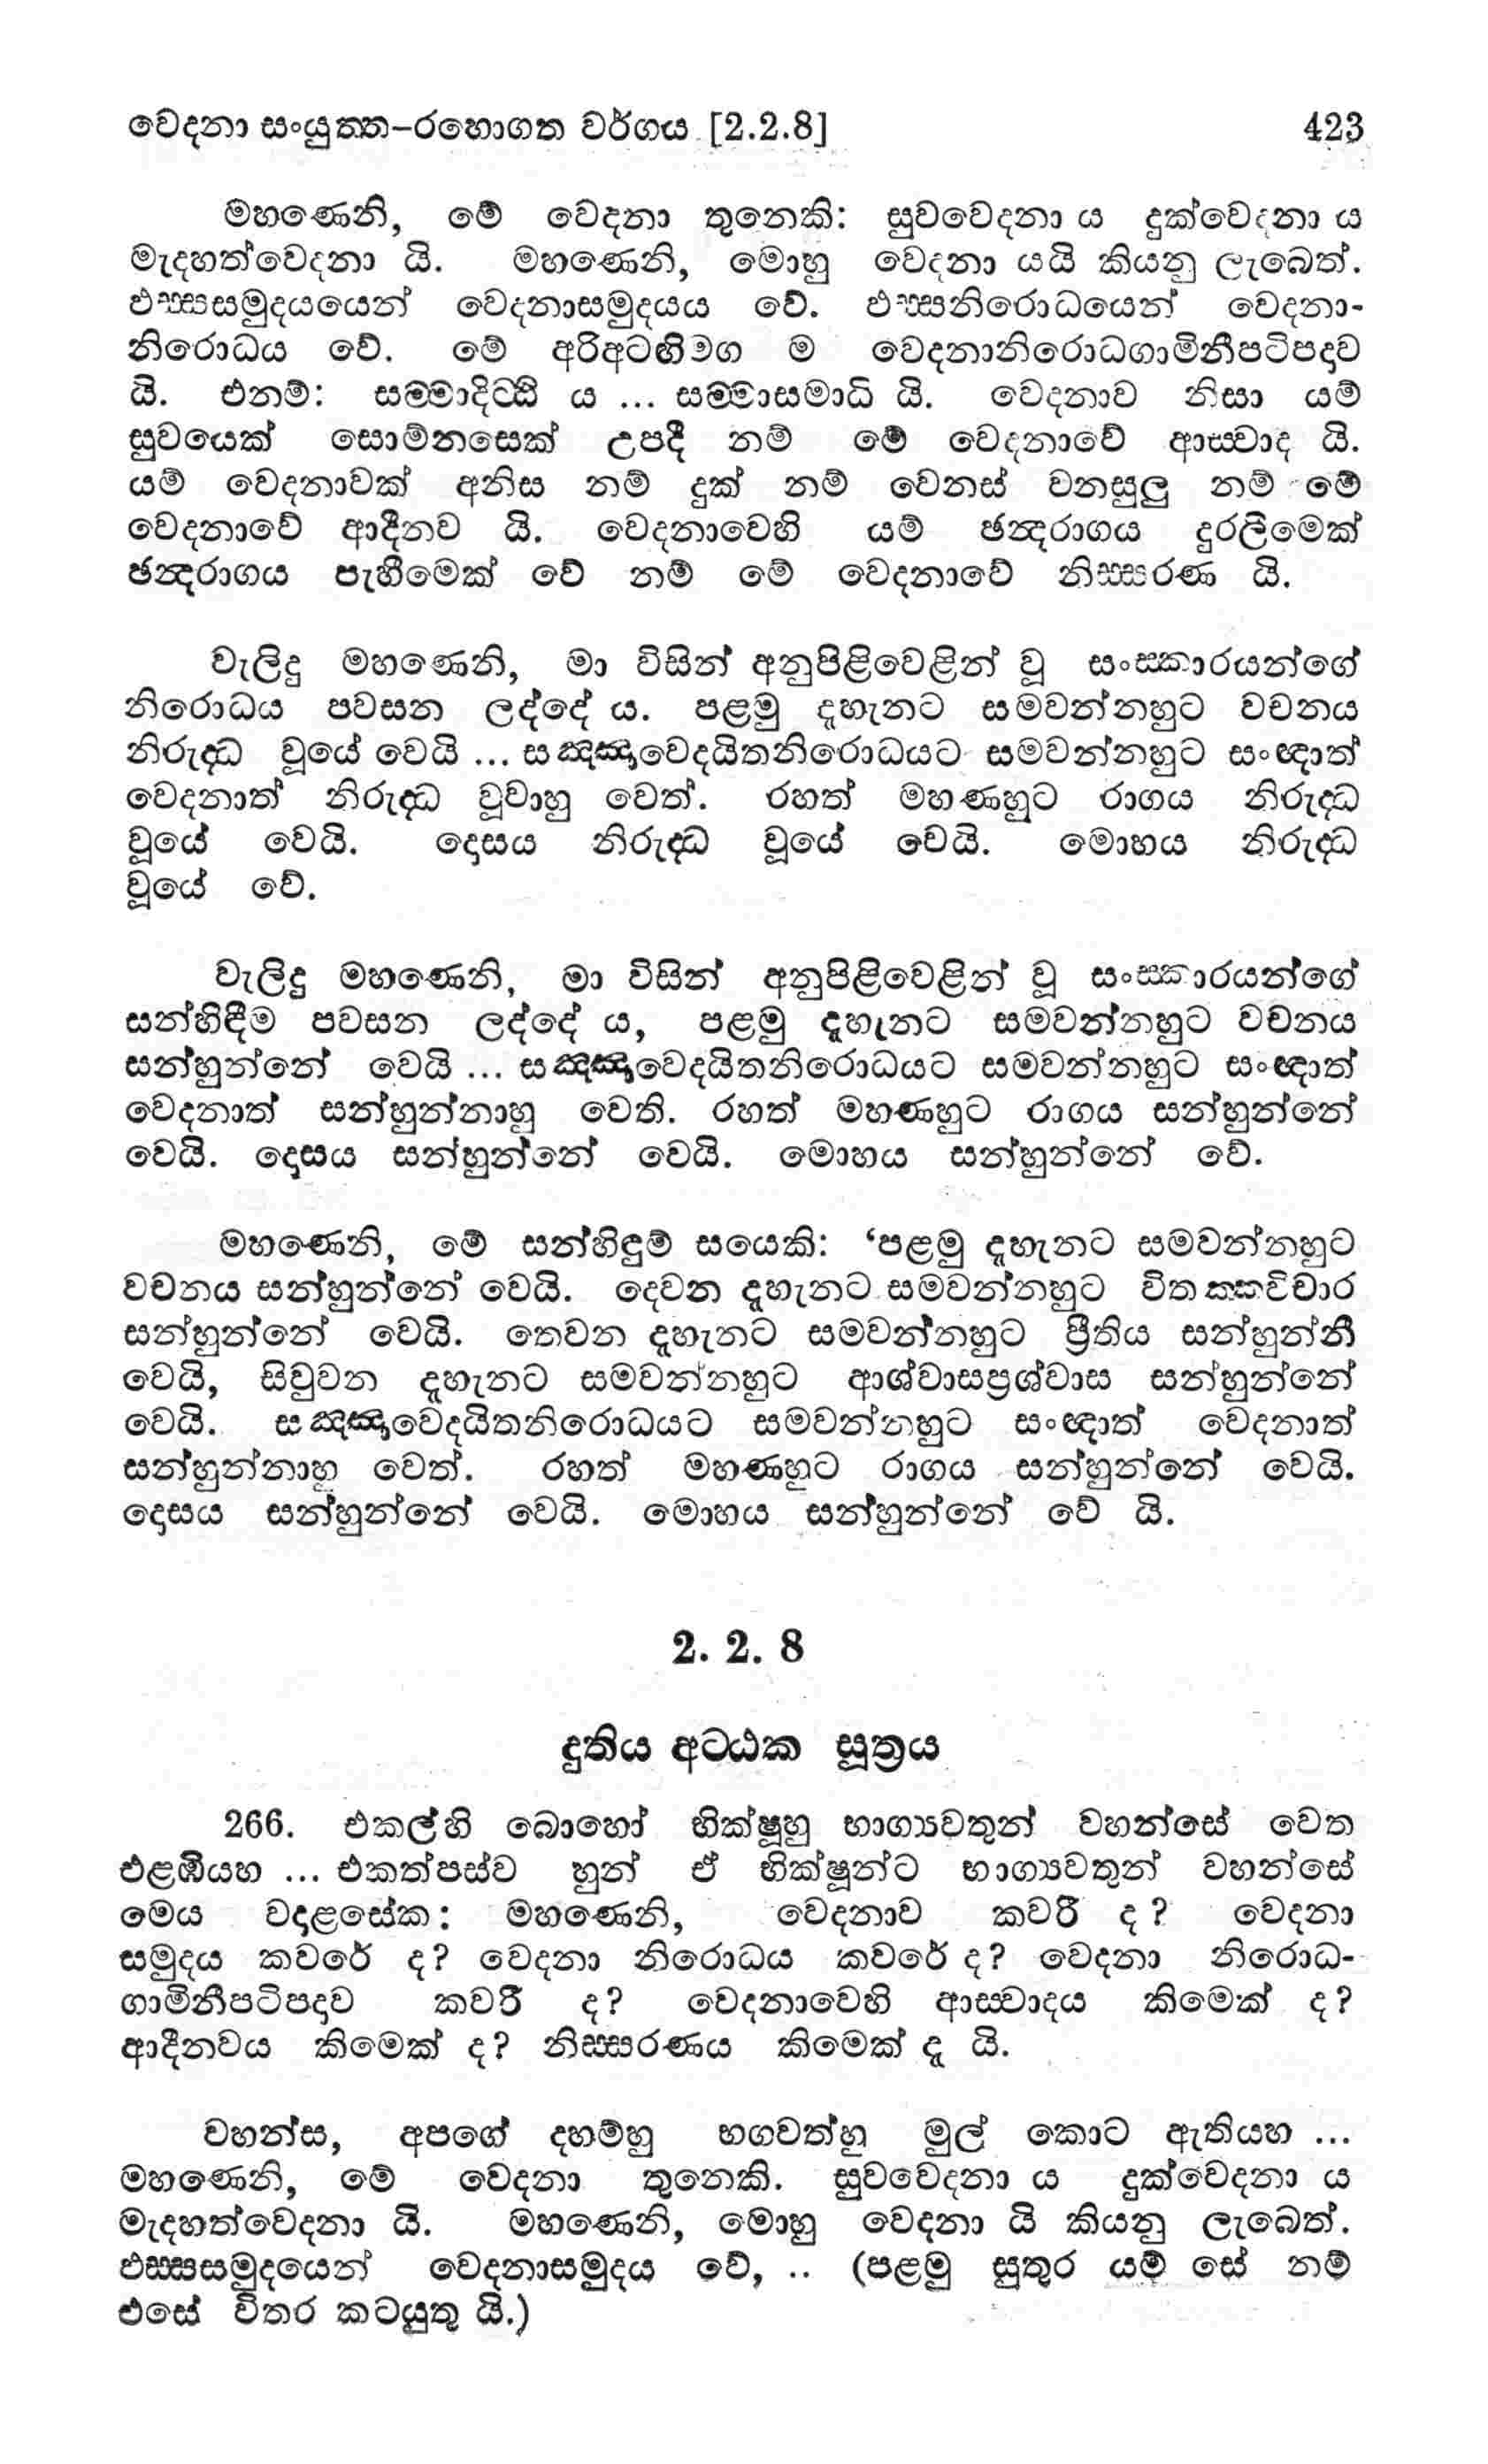 වෙදනා සංයුත්ත–රහොගත වර්ගය [2.2.8] 423
මහණෙනි, මේ වෙදනා තුනෙකි: සුවවෙදනා ය දුක්වෙදනා ය
මැදහත්වෙදනා යි. මහණෙනි, මොහු වෙදනා යයි කියනු ලැබෙත්.
ඵස්සසමුදයයෙන් වෙදනාසමුදයය වේ. ඵස්සනිරොධයෙන් වෙදනා-
නිරොධය වේ. මේ අරිඅටඟිමග ම වෙදනානිරොධගාමිනීපටිපදාව
යි. එනම්: සම්මාදිට්ඨි ය ... සම්මාසමාධි යි. වෙදනාව නිසා යම්
සුවයෙක් සොම්නසෙක් උපදී නම් මේ වෙදනාවේ ආස්වාද යි.
යම් වෙදනාවක් අනිස නම් දුක් නම් වෙනස් වනසුලු නම් මේ
වෙදනාවේ ආදීනව යි. වෙදනාවෙහි යම් ඡන්දරාගය දුරලීමෙක්
ඡන්දරාගය පැහීමෙක් වේ නම් මේ වෙදනාවේ නිස්සරණ යි.
වැලිදු මහණෙනි, මා විසින් අනුපිළිවෙළින් වූ සංස්කාරයන්ගේ
නිරොධය පවසන ලද්දේ ය. පළමු දැහැනට සමවන්නහුට වචනය
නිරුද්ධ වූයේ වෙයි ... සඤ්ඤාවෙදයිතනිරොධයට සමවන්නහුට සංඥාත්
වෙදනාත් නිරුද්ධ වූවාහු වෙත්. රහත් මහණහුට රාගය නිරුද්ධ
වූයේ වෙයි. දොසය නිරුද්ධ වූයේ වෙයි. මොහය නිරුද්ධ
වූයේ වේ.
වැලිදු මහණෙනි, මා විසින් අනුපිළිවෙළින් වූ සංස්කාරයන්ගේ
සන්හිඳීම පවසන ලද්දේ ය, පළමු දැහැනට සමවන්නහුට වචනය
සන්හුන්නේ වෙයි ... සඤ්ඤාවෙදයිතනිරොධයට සමවන්නහුට සංඥාත්
වෙදනාත් සන්හුන්නාහු වෙති. රහත් මහණහුට රාගය සන්හුන්නේ
වෙයි. දොසය සන්හුන්නේ වෙයි. මොහය සන්හුන්නේ වේ.
මහණෙනි, මේ සන්හිඳුම් සයෙකි: ‘පළමු දැහැනට සමවන්නහුට
වචනය සන්හුන්නේ වෙයි. දෙවන දැහැනට සමවන්නහුට විතක්කවිචාර
සන්හුන්නේ වෙයි. තෙවන දැහැනට සමවන්නහුට ප්‍රීතිය සන්හුන්නී
වෙයි, සිවුවන දැහැනට සමවන්නහුට ආශ්වාසප්‍රශ්වාස සන්හුන්නේ
වෙයි. සඤ්ඤාවෙදයිතනිරොධයට සමවන්නහුට සංඥාත් වෙදනාත්
සන්හුන්නාහු වෙත්. රහත් මහණහුට රාගය සන්හුන්නේ වෙයි.
දොසය සන්හුන්නේ වෙයි. මොහය සන්හුන්නේ වේ යි.
2. 2. 8
දුතිය අට්ඨක සූත්‍රය
266. එකල්හි බොහෝ භික්ෂූහු භාග්‍යවතුන් වහන්සේ වෙත
එළඹියහ ... එකත්පස්ව හුන් ඒ භික්ෂූන්ට භාග්‍යවතුන් වහන්සේ
මෙය වදාළසේක: මහණෙනි, වෙදනාව කවරී ද? වෙදනා
සමුදය කවරේ ද? වෙදනා නිරොධය කවරේ ද? වෙදනා නිරොධ-
ගාමිනීපටිපදාව කවරී ද? වෙදනාවෙහි ආස්වාදය කිමෙක් ද?
ආදීනවය කිමෙක් ද? නිස්සරණය කිමෙක් දැ යි.
වහන්ස, අපගේ දහම්හු භගවත්හු මුල් කොට ඇතියහ ...
මහණෙනි, මේ වෙදනා තුනෙකි. සුවවෙදනා ය දුක්වෙදනා ය
මැදහත්වෙදනා යි. මහණෙනි, මොහු වෙදනා යි කියනු ලැබෙත්.
ඵස්සසමුදයෙන් වෙදනාසමුදය වේ, .. (පළමු සුතුර යම් සේ නම්
එසේ විතර කටයුතු යි.)